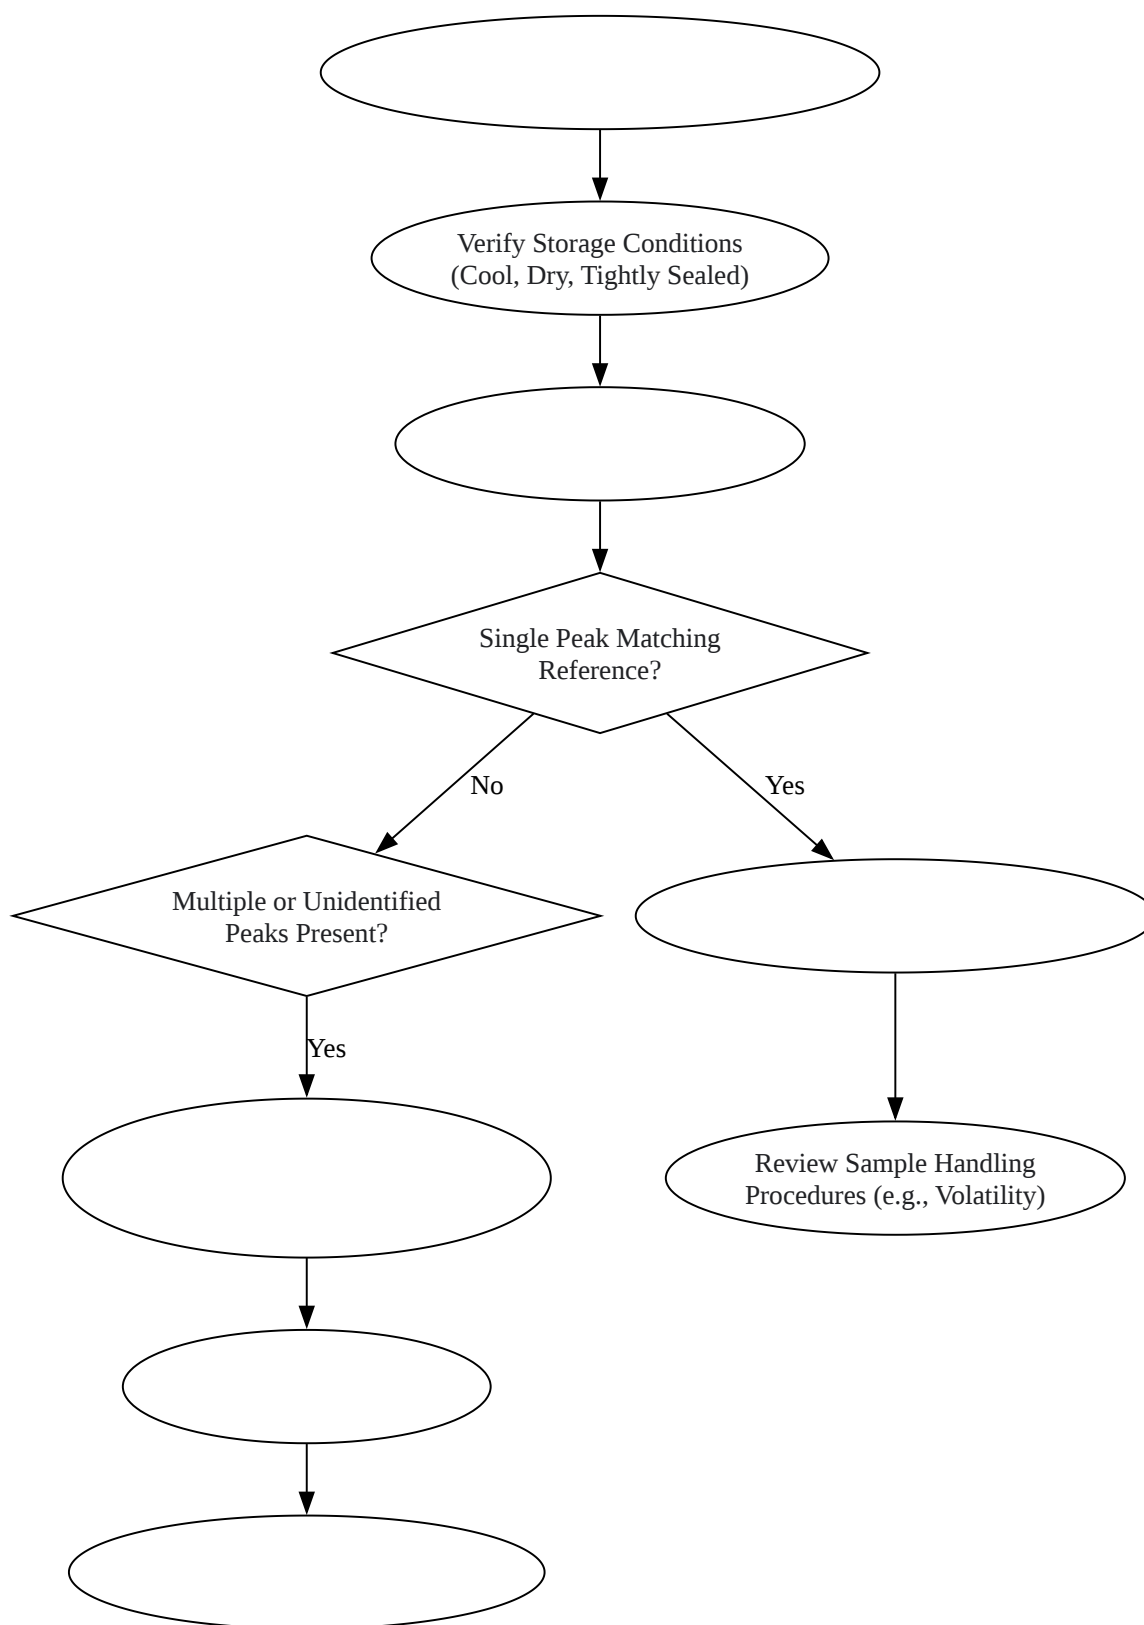 Verify Storage Conditions
(Cool, Dry, Tightly Sealed)
Single Peak Matching
Reference?
No
Yes
Multiple or Unidentified
Peaks Present?
Yes
Review Sample Handling
Procedures (e.g., Volatility)